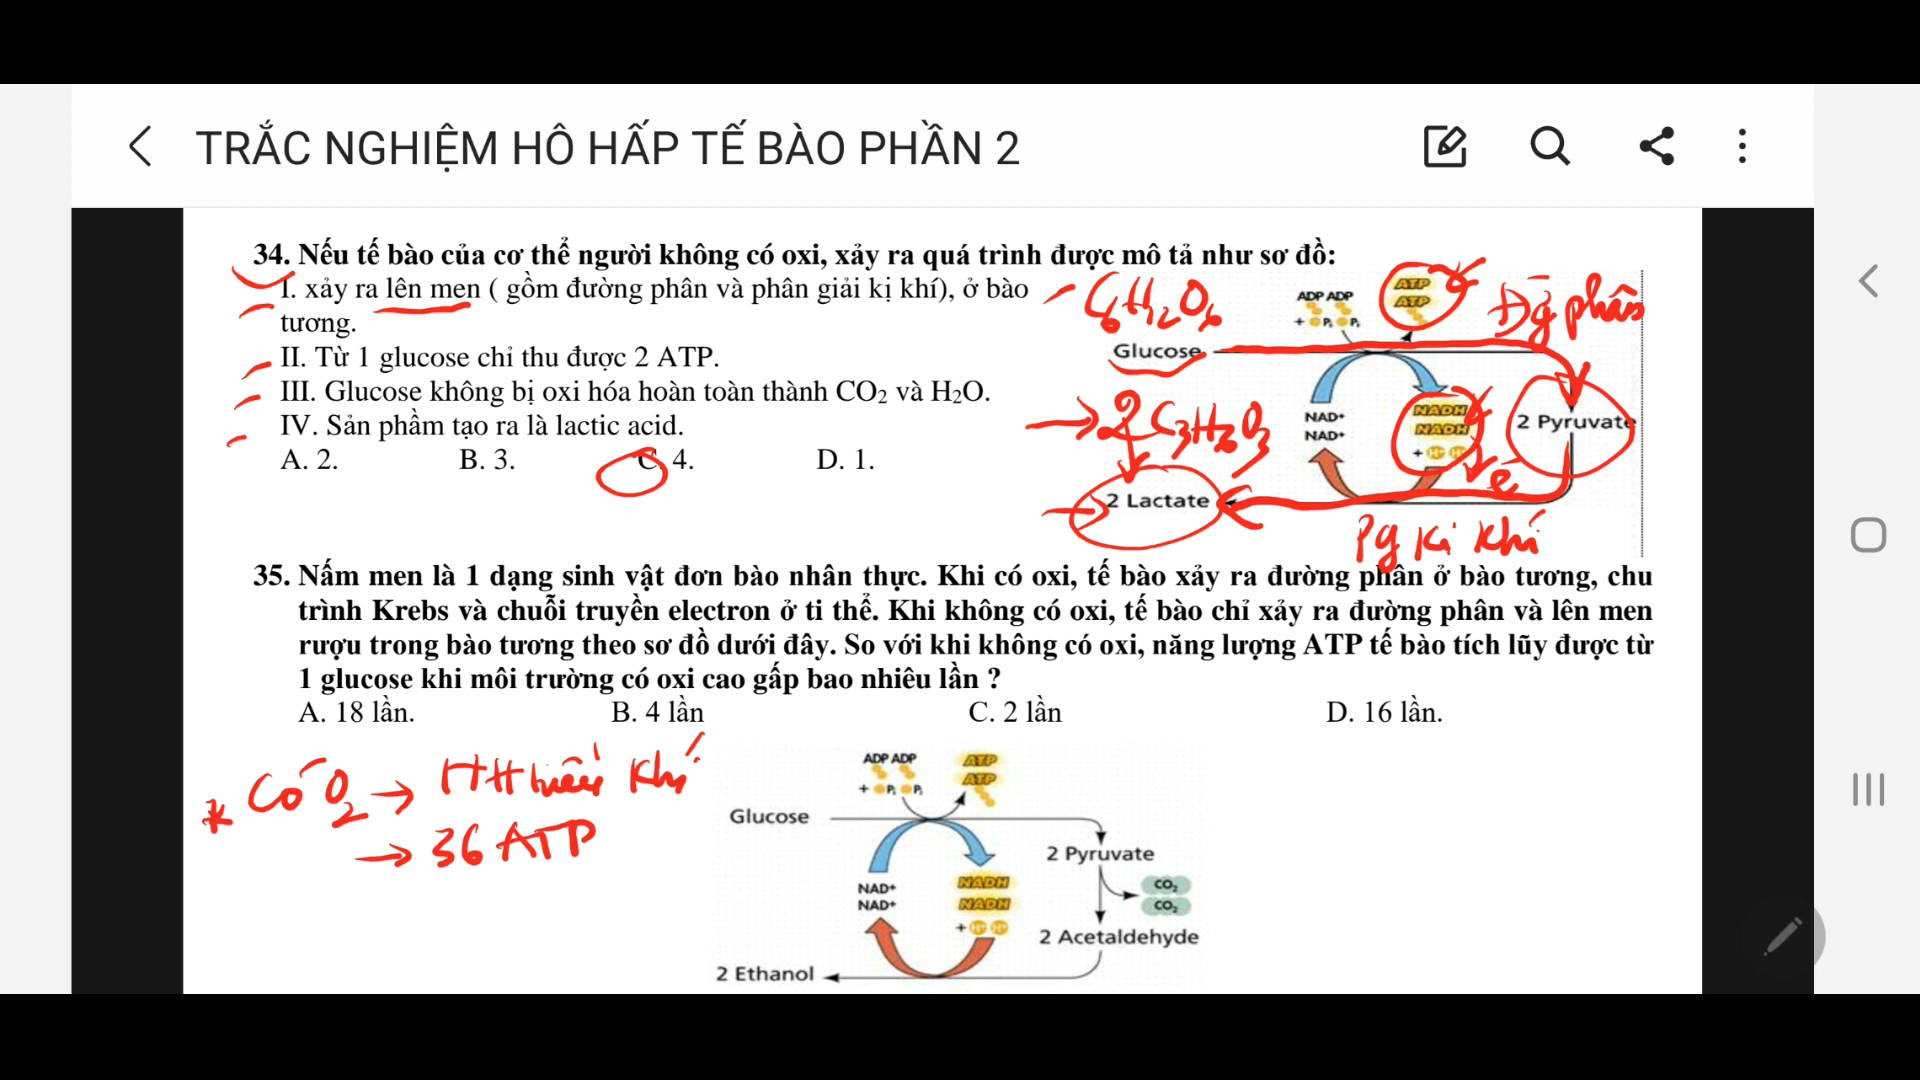 TRẮC NGHIỆM HÔ HẤP TẾ BÀO PHẦN 2
34. Nếu tế bào của cơ thể người không có oxi, xảy ra quá trình được mô tả như sơ đồ:
I. xảy ra lên men ( gồm đường phân và phân giải kị khí), ở bào
tương.
II. Từ 1 glucose chỉ thu được 2 ATP.
III. Glucose không bị oxi hóa hoàn toàn thành CO₂ và H₂O.
IV. Sản phầm tạo ra là lactic acid.
A. 2. B. 3. C. 4. D. 1.
C₆H₂O₆
ADP ADP
+ Pᵢ Pᵢ
ATP
ATP
Đg phân
Glucose
2 C₃H₆O₃
NAD+
NAD+
NADH
NADH
+ H+ H+
2 Pyruvate
e
2 Lactate
Pg kị khí
35. Nấm men là 1 dạng sinh vật đơn bào nhân thực. Khi có oxi, tế bào xảy ra đường phân ở bào tương, chu
trình Krebs và chuỗi truyền electron ở ti thể. Khi không có oxi, tế bào chỉ xảy ra đường phân và lên men
rượu trong bào tương theo sơ đồ dưới đây. So với khi không có oxi, năng lượng ATP tế bào tích lũy được từ
1 glucose khi môi trường có oxi cao gấp bao nhiêu lần ?
A. 18 lần. B. 4 lần C. 2 lần D. 16 lần.
* Có O₂ → HH hiếu khí
→ 36 ATP
ADP ADP
+ Pᵢ Pᵢ
ATP
ATP
Glucose
2 Pyruvate
NAD+
NAD+
NADH
NADH
+ H+ H+
CO₂
CO₂
2 Acetaldehyde
2 Ethanol